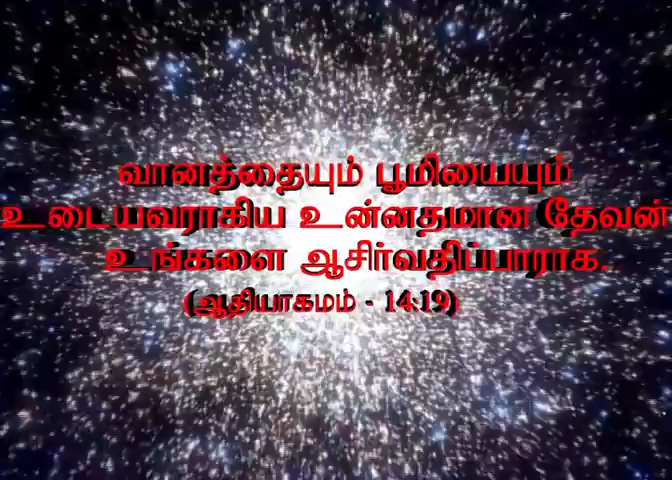 வானத்தையும் பூமியையும்
உடையவராகிய உன்னதமான தேவன்
உங்களை ஆசிர்வதிப்பாராக.
(ஆதியாகமம் - 14:19)